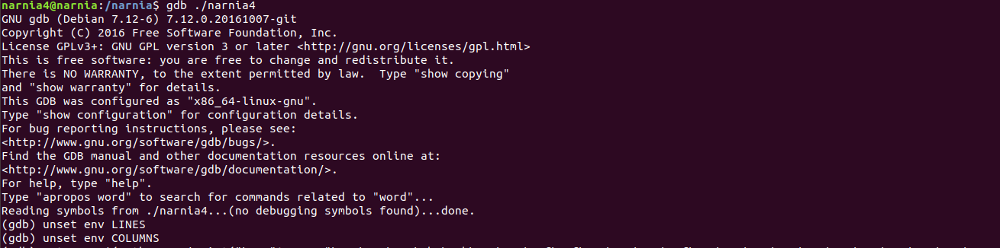 narnia4@narnia:/narnia$ gdb ./narnia4
GNU gdb (Debian 7.12-6) 7.12.0.20161007-git
Copyright (C) 2016 Free Software Foundation, Inc.
License GPLv3+: GNU GPL version 3 or later <http://gnu.org/licenses/gpl.html>
This is free software: you are free to change and redistribute it.
There is NO WARRANTY, to the extent permitted by law.  Type "show copying"
and "show warranty" for details.
This GDB was configured as "x86_64-linux-gnu".
Type "show configuration" for configuration details.
For bug reporting instructions, please see:
<http://www.gnu.org/software/gdb/bugs/>.
Find the GDB manual and other documentation resources online at:
<http://www.gnu.org/software/gdb/documentation/>.
For help, type "help".
Type "apropos word" to search for commands related to "word"...
Reading symbols from ./narnia4...(no debugging symbols found)...done.
(gdb) unset env LINES
(gdb) unset env COLUMNS